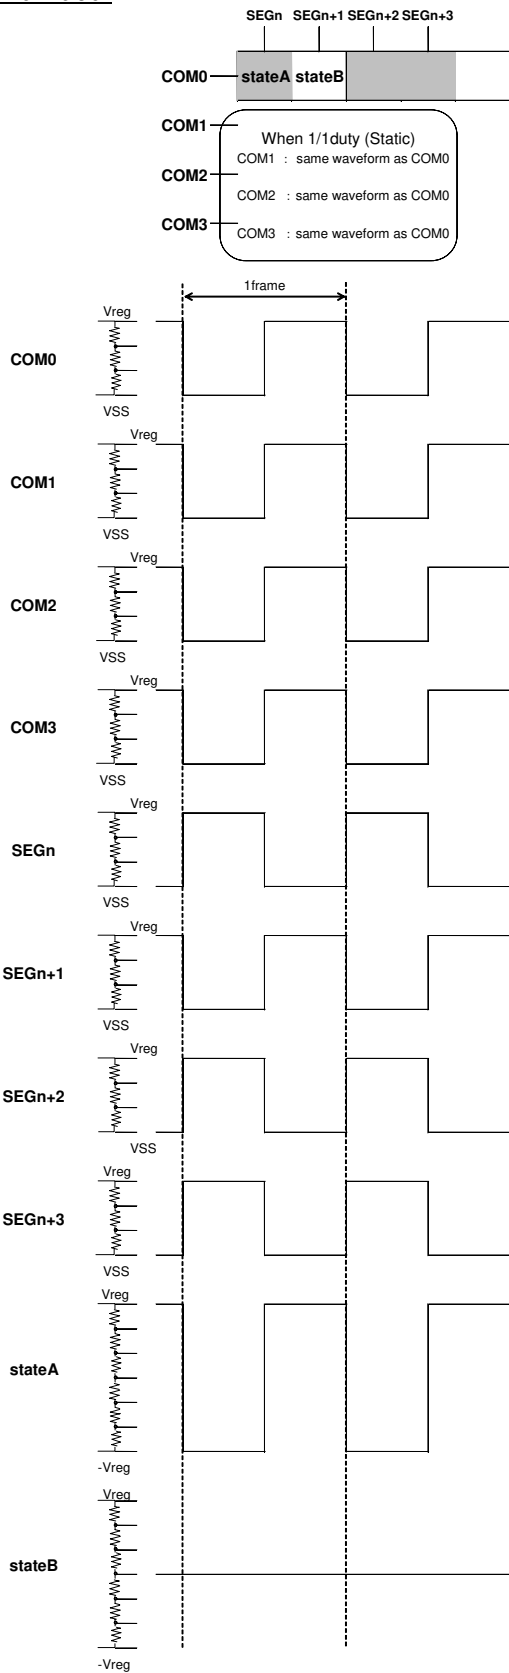 SEGn SEGn+1 SEGn+2 SEGn+3
COM0 stateA stateB
COM1
When 1/1duty (Static)
COM1 : same waveform as COM0
COM2
COM2 : same waveform as COM0
COM3
COM3 : same waveform as COM0
1frame
Vreg
COM0
VSS
Vreg
COM1
VSS
Vreg
COM2
VSS
Vreg
COM3
VSS
Vreg
SEGn
VSS
Vreg
SEGn+1
VSS
Vreg
SEGn+2
VSS
Vreg
SEGn+3
VSS
Vreg
stateA
-Vreg
Vreg
stateB
-Vreg